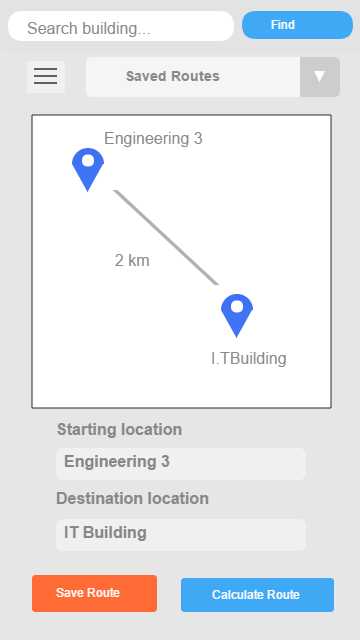 Search building...
Find
Saved Routes
Engineering 3
2 km
I.TBuilding
Starting location
Engineering 3
Destination location
IT Building
Save Route
Calculate Route